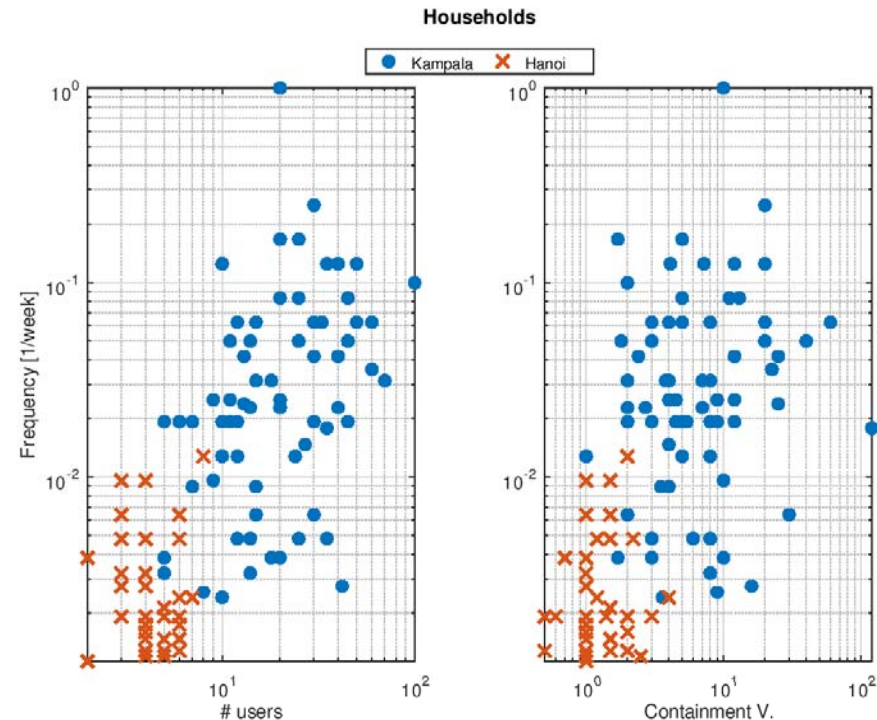 Households
Kampala Hanoi
10^0
10^-1
10^-2
Frequency [1/week]
10^1 10^2
# users
10^0
10^-1
10^-2
10^0 10^1 10^2
Containment V.